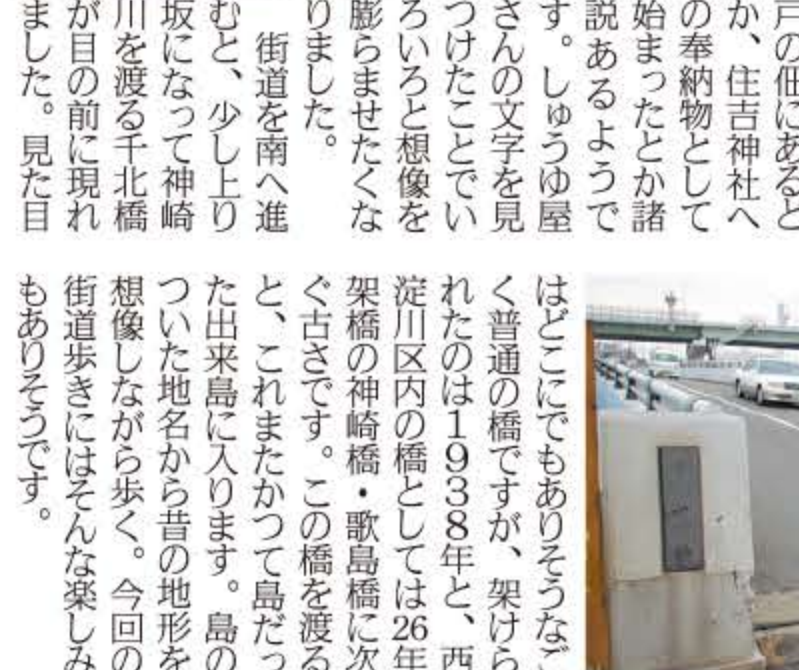 戸の佃にあると
か、住吉神社へ
の奉納物として
始まったとか諸
説あるようで
す。しゅうゆ屋
さんの文字を見
つけたことでい
ろいろと想像を
膨らませたくな
りました。
街道を南へ進
むと、少し上り
坂になって神崎
川を渡る千北橋
が目の前に現れ
ました。見た目
はどこにでもありそうなご
く普通の橋ですが、架けら
れたのは1938年と、西
淀川区内の橋としては26年
架橋の神崎橋・歌島橋に次
ぐ古さです。この橋を渡る
と、これまたかつて島だっ
た出来島に入ります。島の
ついた地名から昔の地形を
想像しながら歩く。今回の
街道歩きにはそんな楽しみ
もありそうです。